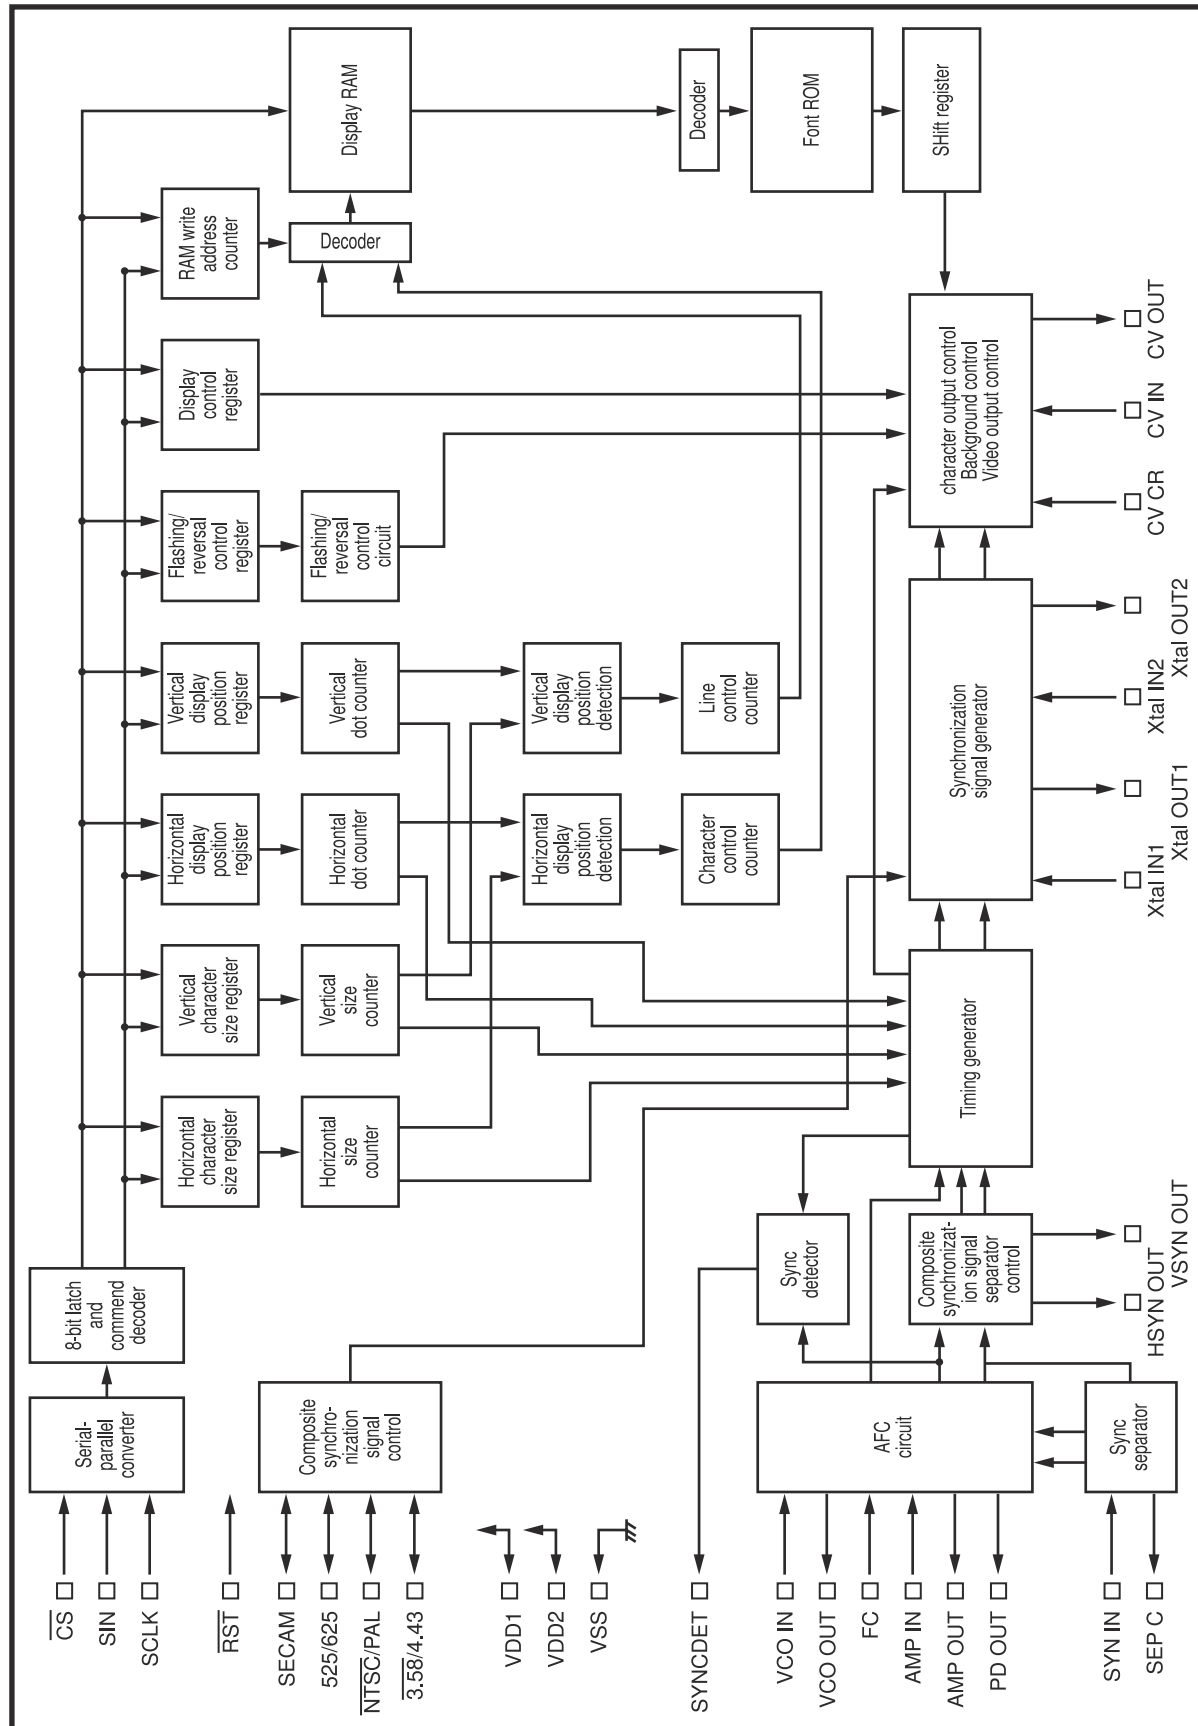 Display RAM
Decoder
Font ROM
SHift register
RAM write
address
counter
Decoder
Display
control
register
Flashing/
reversal
control
register
Flashing/
reversal
control
circuit
Vertical
display
position
register
Vertical
dot counter
Vertical
display
position
detection
Line
control
counter
Horizontal
display
position
register
Horizontal
dot counter
Horizontal
display
position
detection
Character
control
counter
Vertical
character
size register
Vertical
size
counter
Horizontal
character
size register
Horizontal
size
counter
8-bit latch
and
commend
decoder
Serial-
parallel
converter
Composite
synchro-
nization
signal
control
character output control
Background control
Video output control
Synchronization
signal generator
Timing generator
Sync
detector
Composite
synchronizat-
ion signal
separator
control
AFC
circuit
Sync
separator
CS
SIN
SCLK
RST
SECAM
525/625
NTSC/PAL
3.58/4.43
VDD1
VDD2
VSS
SYNCDET
VCO IN
VCO OUT
FC
AMP IN
AMP OUT
PD OUT
SYN IN
SEP C
HSYN OUT
VSYN OUT
Xtal IN1
Xtal OUT1
Xtal IN2
Xtal OUT2
CV CR
CV IN
CV OUT